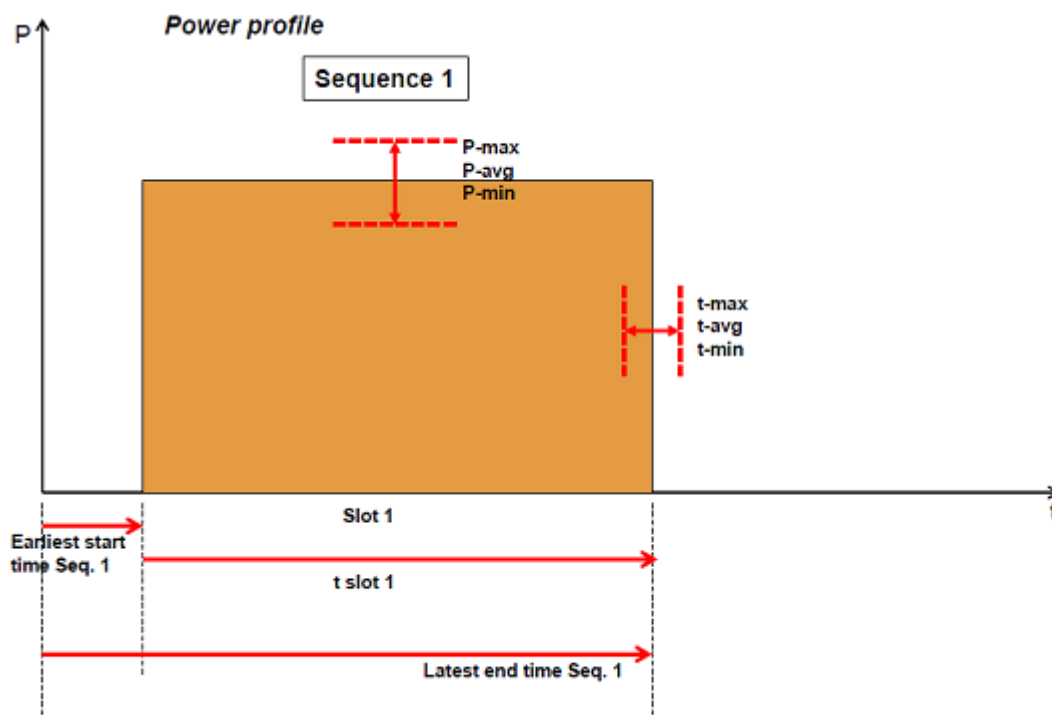 Power profile
P
Sequence 1
P-max
P-avg
P-min
t-max
t-avg
t-min
t
Slot 1
Earliest start
time Seq. 1
t slot 1
Latest end time Seq. 1